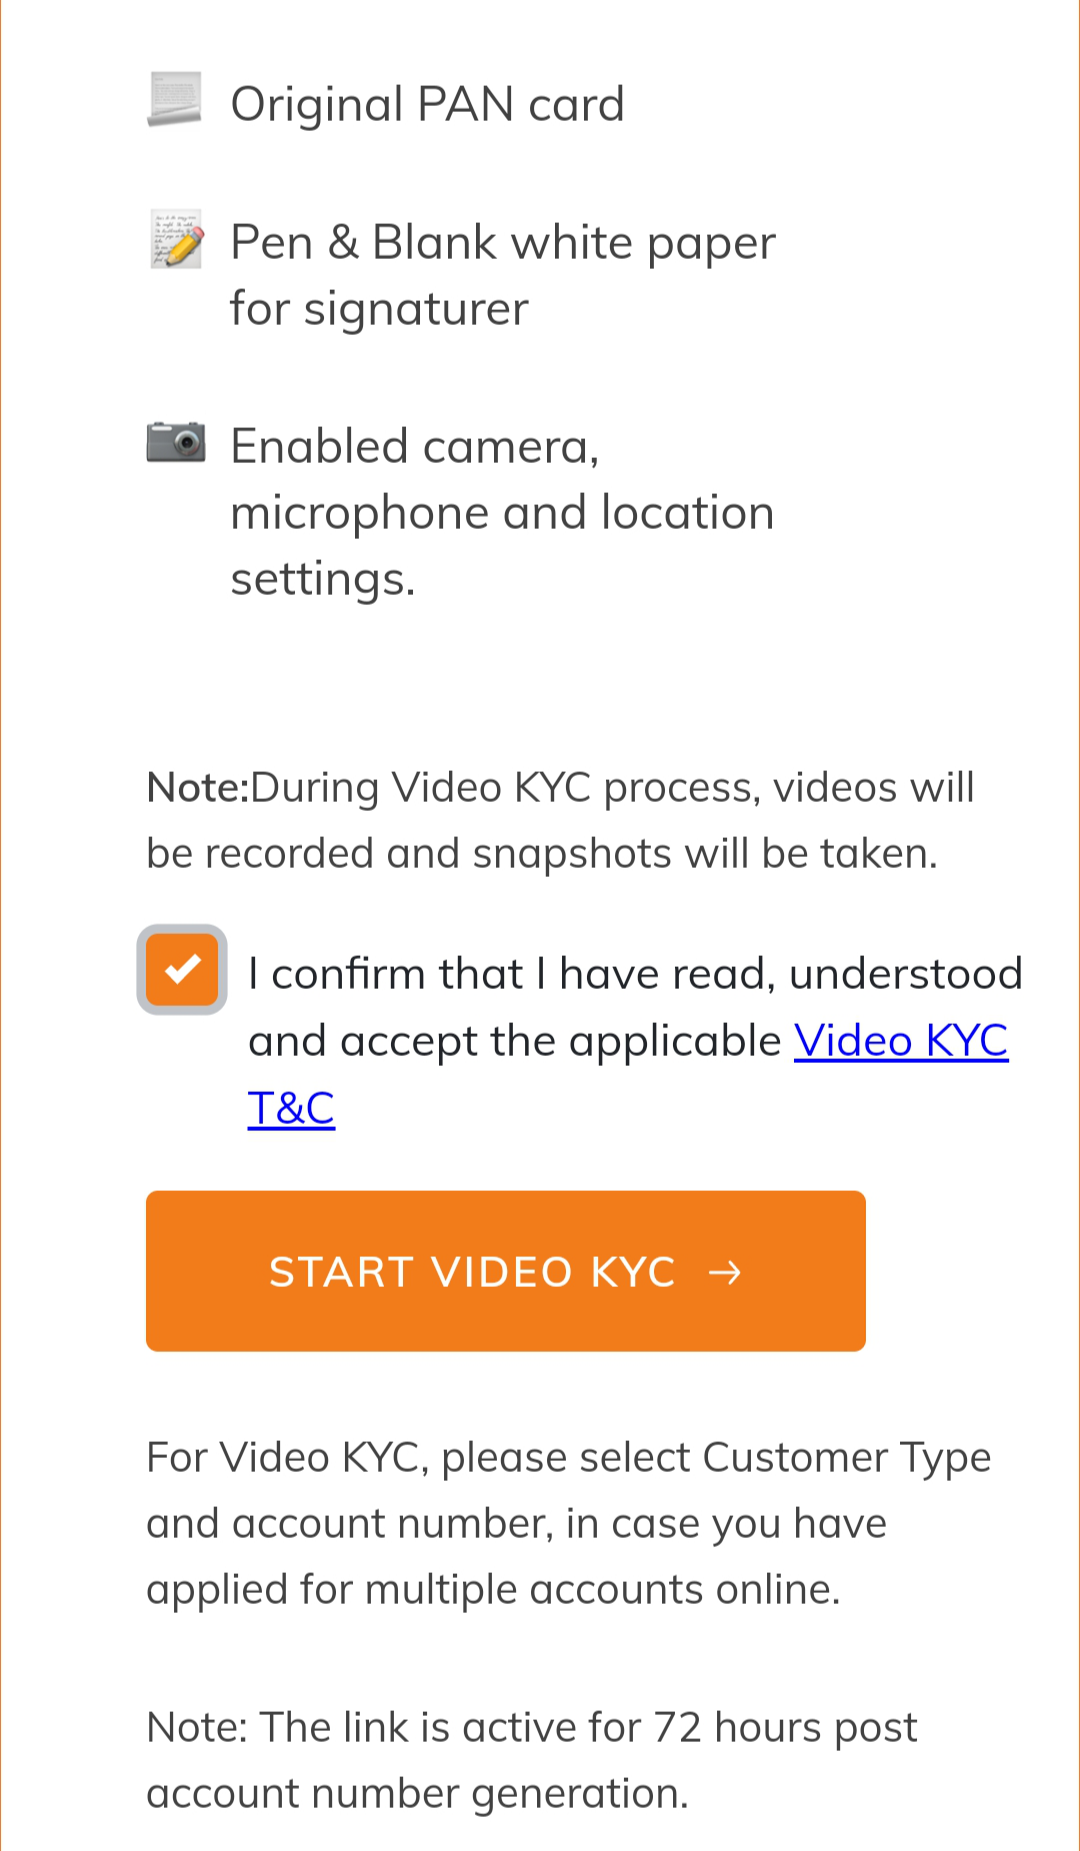 Original PAN card
Pen & Blank white paper
for signaturer
Enabled camera,
microphone and location
settings.
Note:During Video KYC process, videos will
be recorded and snapshots will be taken.
I confirm that I have read, understood
and accept the applicable Video KYC
T&C
START VIDEO KYC →
For Video KYC, please select Customer Type
and account number, in case you have
applied for multiple accounts online.
Note: The link is active for 72 hours post
account number generation.